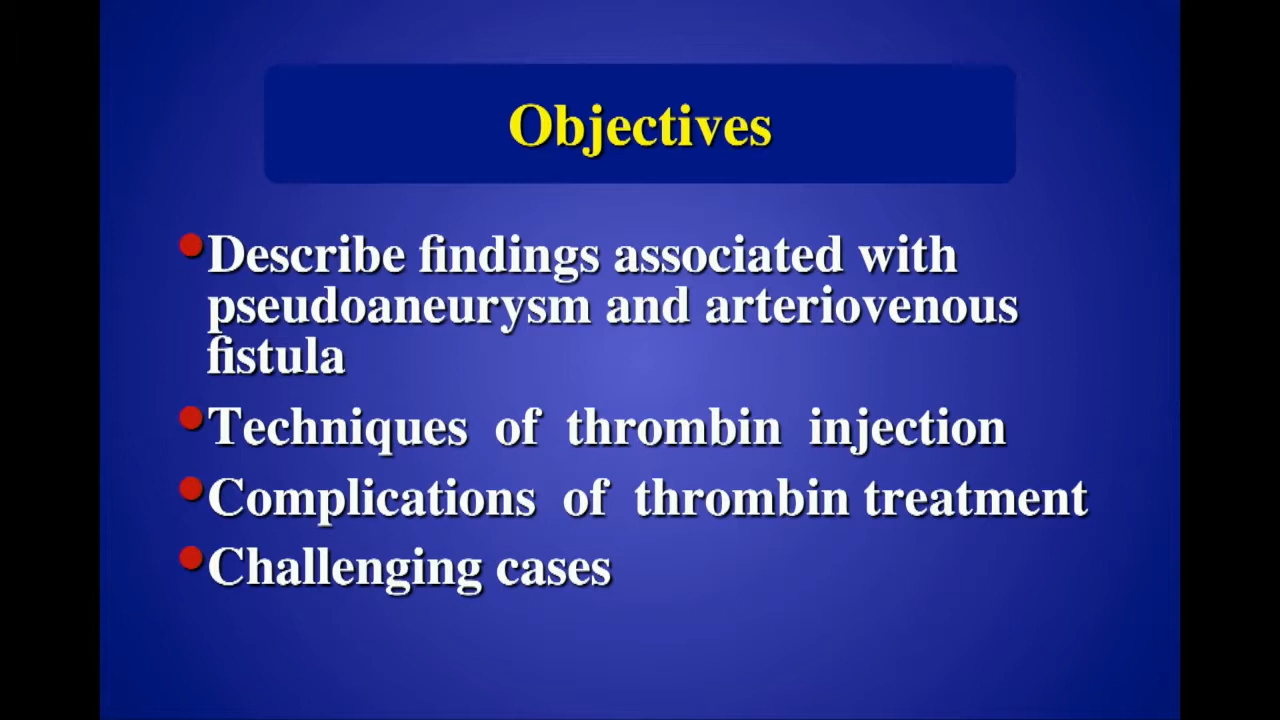 Objectives
•Describe findings associated with
pseudoaneurysm and arteriovenous
fistula
•Techniques of thrombin injection
•Complications of thrombin treatment
•Challenging cases